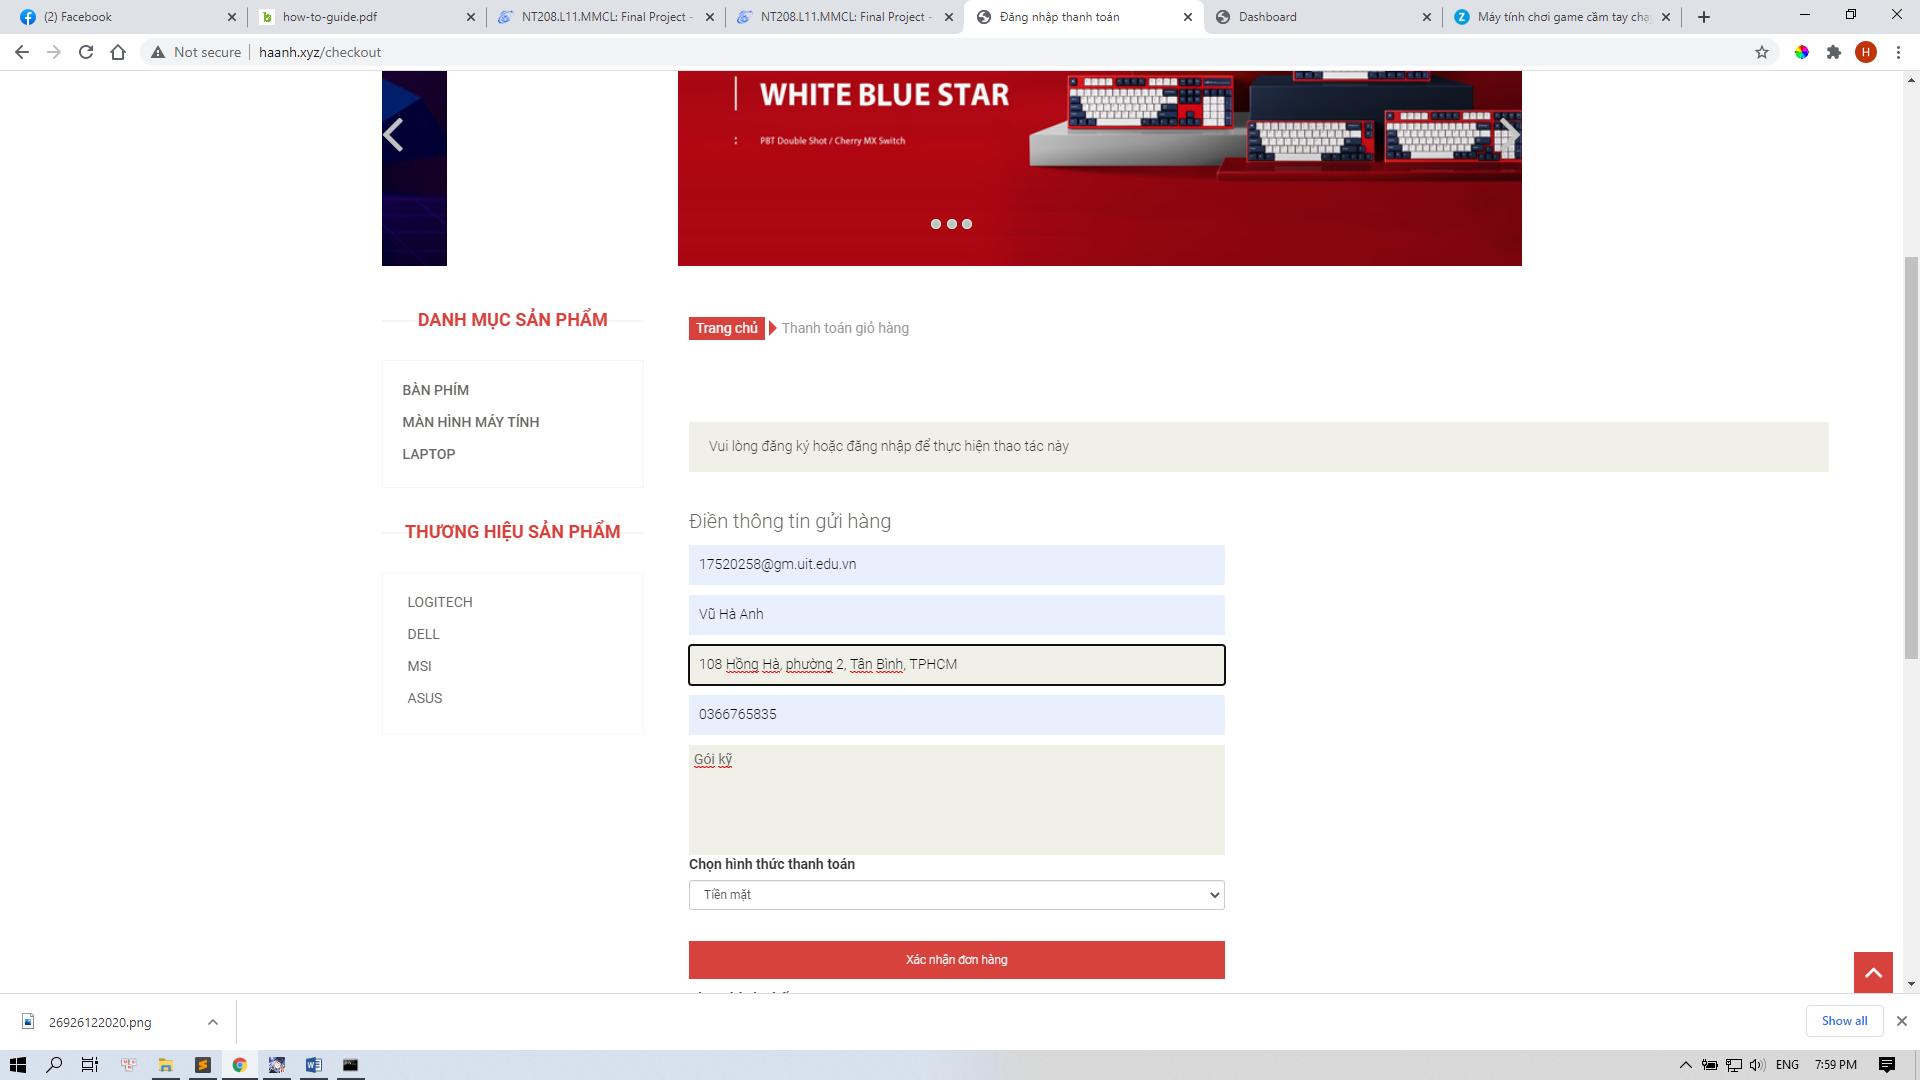 (2) Facebook
how-to-guide.pdf
NT208.L11.MMCL: Final Project -
NT208.L11.MMCL: Final Project -
Đăng nhập thanh toán
Dashboard
Máy tính chơi game cầm tay
Not secure
haanh.xyz/checkout
H
WHITE BLUE STAR
: PBT Double Shot / Cherry MX Switch
DANH MỤC SẢN PHẨM
BÀN PHÍM
MÀN HÌNH MÁY TÍNH
LAPTOP
THƯƠNG HIỆU SẢN PHẨM
LOGITECH
DELL
MSI
ASUS
Trang chủ
Thanh toán giỏ hàng
Vui lòng đăng ký hoặc đăng nhập để thực hiện thao tác này
Điền thông tin gửi hàng
17520258@gm.uit.edu.vn
Vũ Hà Anh
108 Hồng Hà, phường 2, Tân Bình, TPHCM
0366765835
Gói kỹ
Chọn hình thức thanh toán
Tiền mặt
Xác nhận đơn hàng
26926122020.png
Show all
ENG
7:59 PM